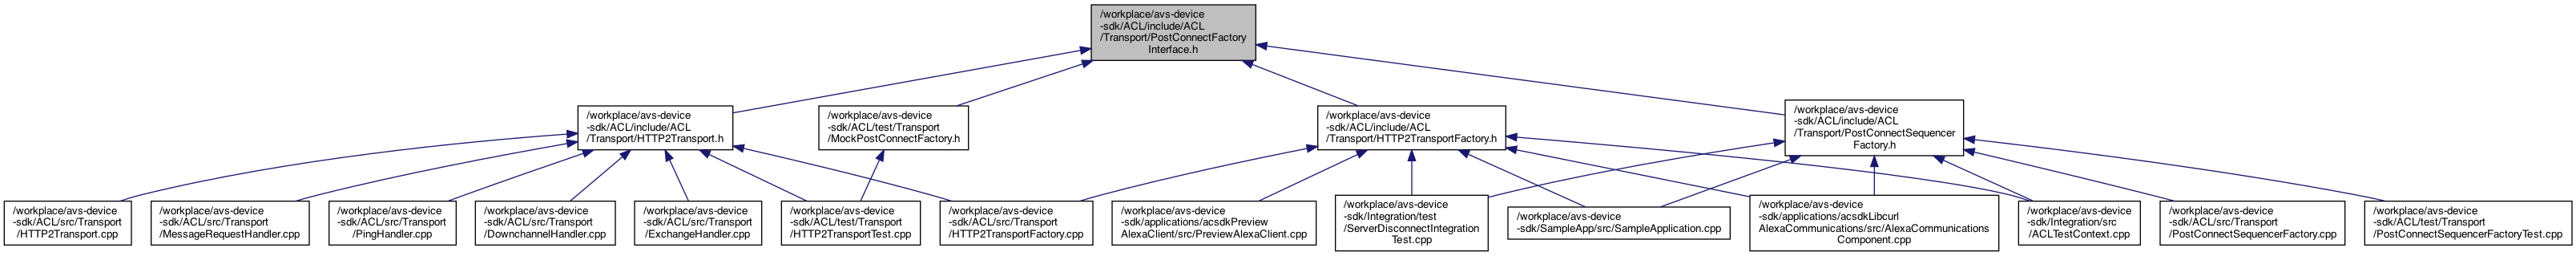 /workplace/avs-device
-sdk/ACL/include/ACL
/Transport/PostConnectFactory
Interface.h
/workplace/avs-device
-sdk/ACL/include/ACL
/Transport/HTTP2Transport.h
/workplace/avs-device
-sdk/ACL/test/Transport
/MockPostConnectFactory.h
/workplace/avs-device
-sdk/ACL/include/ACL
/Transport/HTTP2TransportFactory.h
/workplace/avs-device
-sdk/ACL/include/ACL
/Transport/PostConnectSequencer
Factory.h
/workplace/avs-device
-sdk/ACL/src/Transport
/HTTP2Transport.cpp
/workplace/avs-device
-sdk/ACL/src/Transport
/MessageRequestHandler.cpp
/workplace/avs-device
-sdk/ACL/src/Transport
/PingHandler.cpp
/workplace/avs-device
-sdk/ACL/src/Transport
/DownchannelHandler.cpp
/workplace/avs-device
-sdk/ACL/src/Transport
/ExchangeHandler.cpp
/workplace/avs-device
-sdk/ACL/test/Transport
/HTTP2TransportTest.cpp
/workplace/avs-device
-sdk/ACL/src/Transport
/HTTP2TransportFactory.cpp
/workplace/avs-device
-sdk/applications/acsdkPreview
AlexaClient/src/PreviewAlexaClient.cpp
/workplace/avs-device
-sdk/Integration/test
/ServerDisconnectIntegration
Test.cpp
/workplace/avs-device
-sdk/SampleApp/src/SampleApplication.cpp
/workplace/avs-device
-sdk/applications/acsdkLibcurl
AlexaCommunications/src/AlexaCommunications
Component.cpp
/workplace/avs-device
-sdk/Integration/src
/ACLTestContext.cpp
/workplace/avs-device
-sdk/ACL/src/Transport
/PostConnectSequencerFactory.cpp
/workplace/avs-device
-sdk/ACL/test/Transport
/PostConnectSequencerFactoryTest.cpp